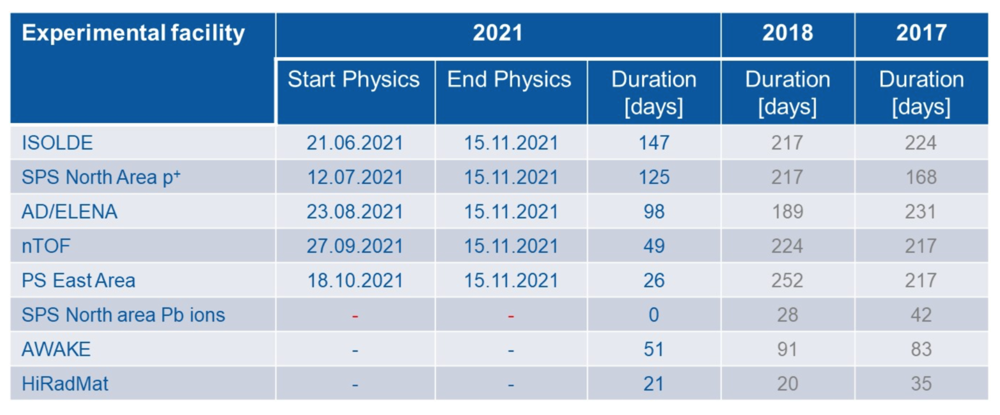 Experimental facility 2021 2018 2017
Start Physics End Physics Duration Duration Duration
[days] [days] [days]
ISOLDE 21.06.2021 15.11.2021 147 217 224
SPS North Area p⁺ 12.07.2021 15.11.2021 125 217 168
AD/ELENA 23.08.2021 15.11.2021 98 189 231
nTOF 27.09.2021 15.11.2021 49 224 217
PS East Area 18.10.2021 15.11.2021 26 252 217
SPS North area Pb ions - - 0 28 42
AWAKE - - 51 91 83
HiRadMat - - 21 20 35